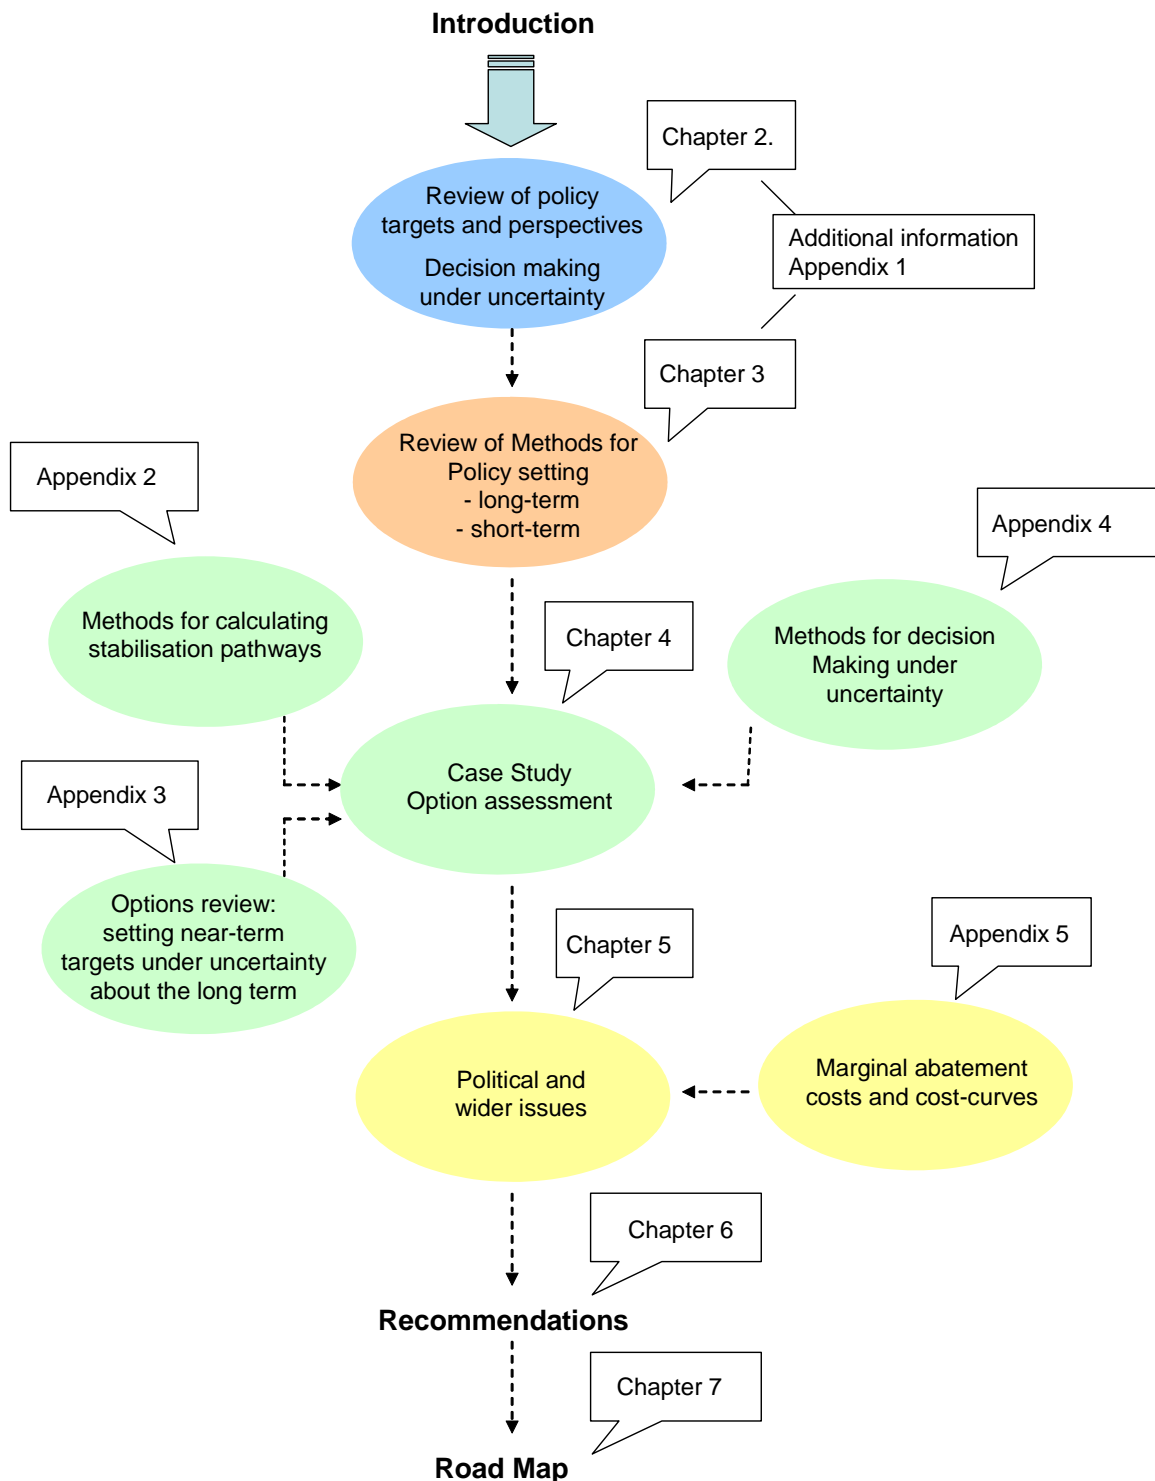 Introduction
Chapter 2.
Review of policy
targets and perspectives
Decision making
under uncertainty
Additional information
Appendix 1
Chapter 3
Review of Methods for
Policy setting
- long-term
- short-term
Appendix 2
Appendix 4
Methods for calculating
stabilisation pathways
Chapter 4
Methods for decision
Making under
uncertainty
Case Study
Option assessment
Appendix 3
Options review:
setting near-term
targets under uncertainty
about the long term
Chapter 5
Appendix 5
Political and
wider issues
Marginal abatement
costs and cost-curves
Chapter 6
Recommendations
Chapter 7
Road Map